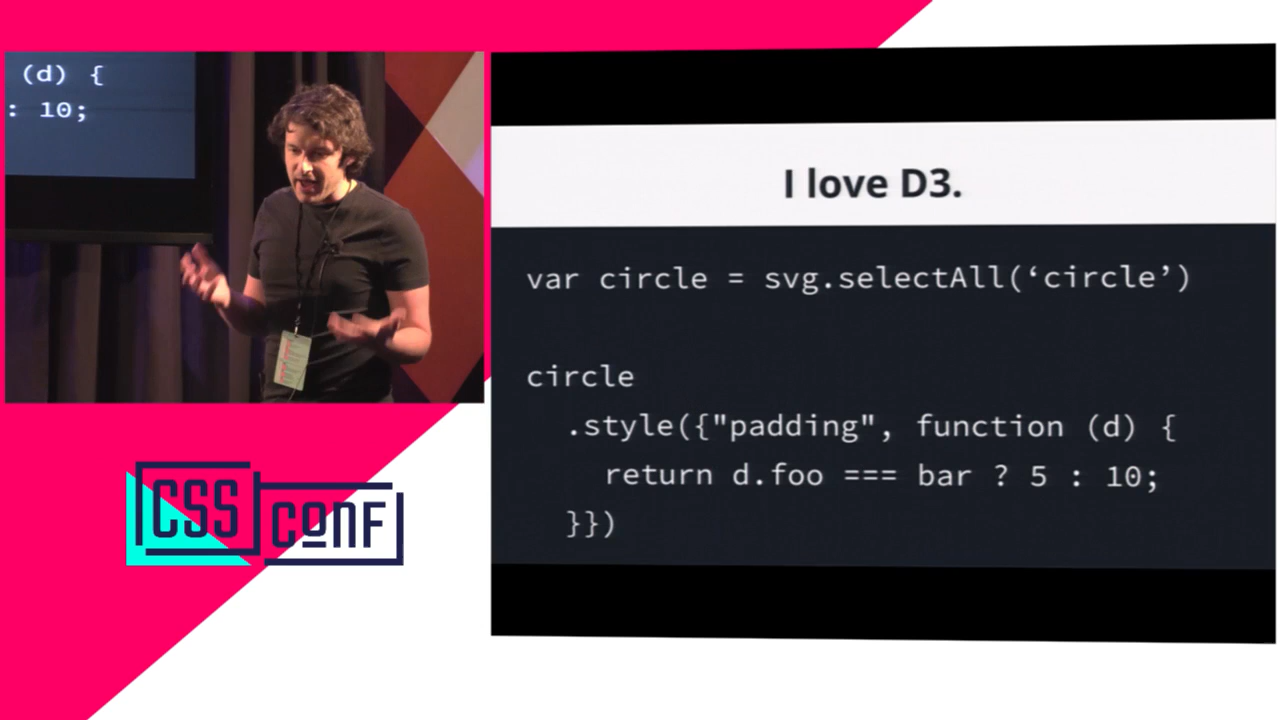 (d) {
: 10;
I love D3.
var circle = svg.selectAll(‘circle’)
circle
.style({"padding", function (d) {
return d.foo === bar ? 5 : 10;
}})
CSS
CONF